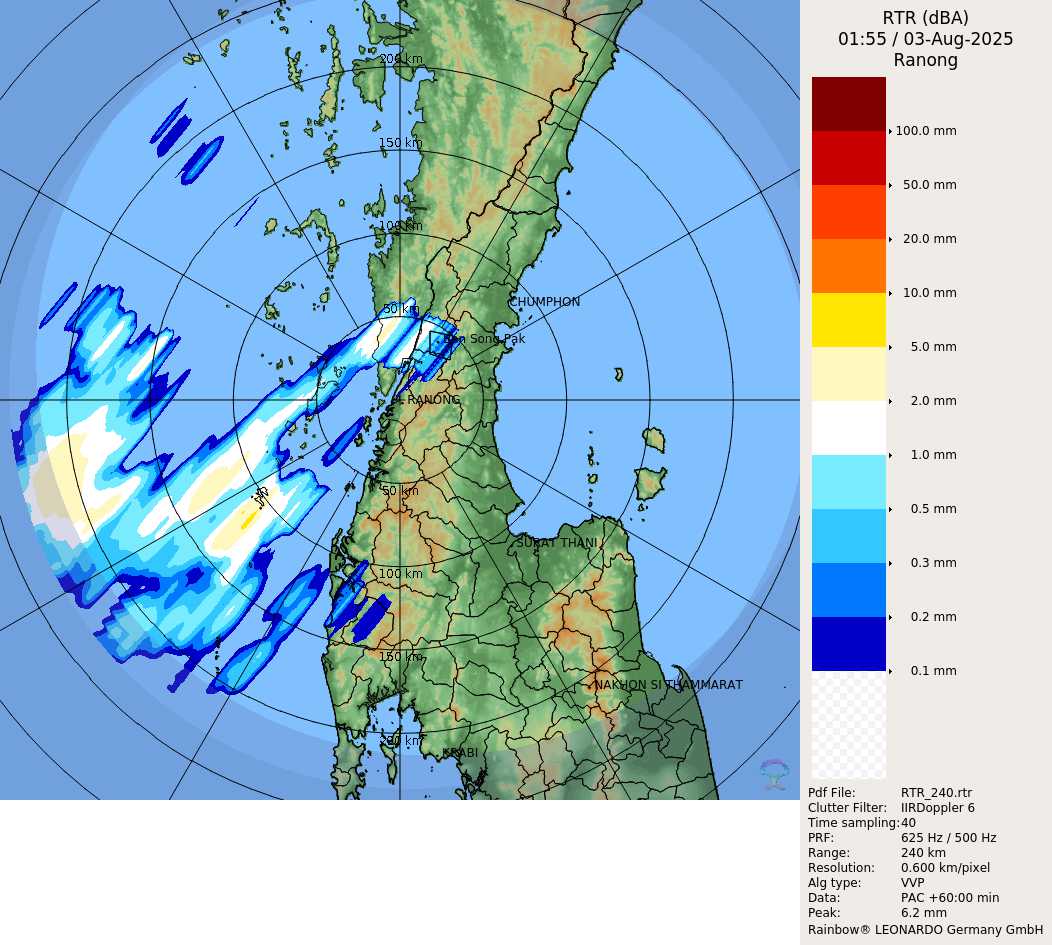 RTR (dBA)
01:55 / 03-Aug-2025
Ranong
100.0 mm
50.0 mm
20.0 mm
10.0 mm
5.0 mm
2.0 mm
1.0 mm
0.5 mm
0.3 mm
0.2 mm
0.1 mm
Pdf File: RTR_240.rtr
Clutter Filter: IIRDoppler 6
Time sampling:40
PRF: 625 Hz / 500 Hz
Range: 240 km
Resolution: 0.600 km/pixel
Alg type: VVP
Data: PAC +60:00 min
Peak: 6.2 mm
Rainbow® LEONARDO Germany GmbH
200 km
150 km
100 km
50 km
CHUMPHON
Song Pak
RANONG
50 km
SURAT THANI
100 km
150 km
NAKHON SI THAMMARAT
200 km
KRABI